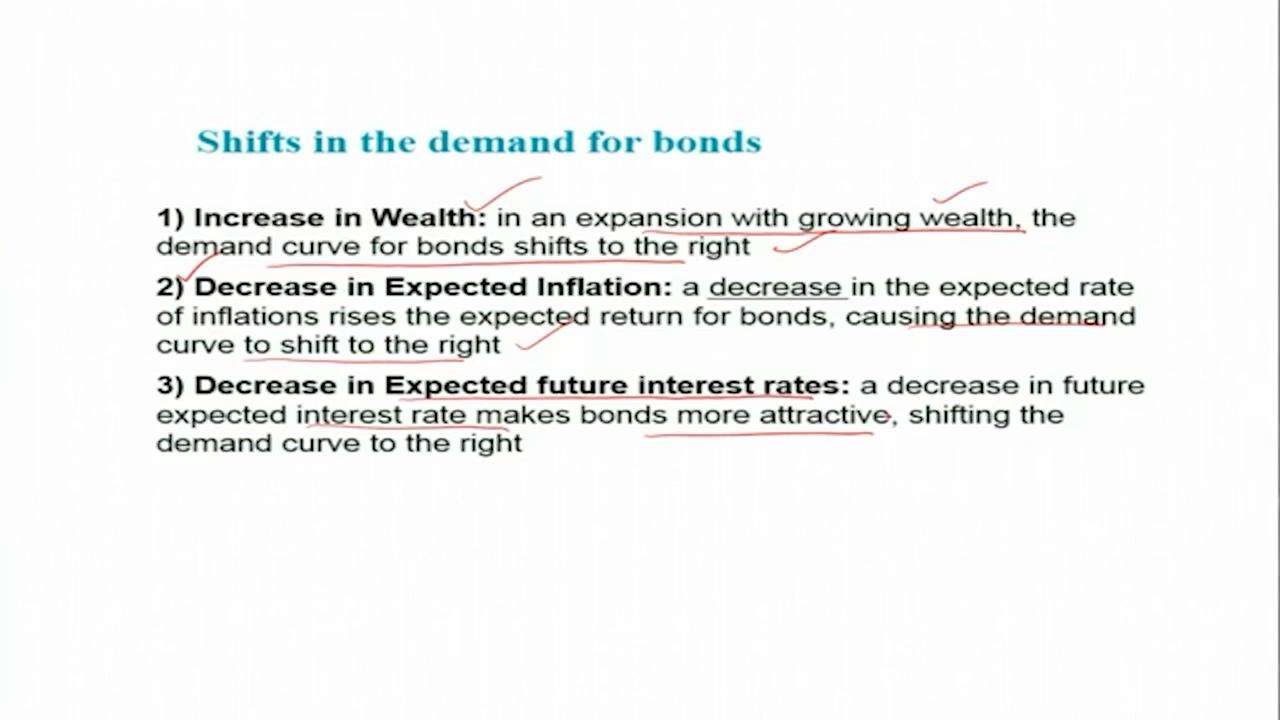 Shifts in the demand for bonds
1) Increase in Wealth: in an expansion with growing wealth, the
demand curve for bonds shifts to the right
2) Decrease in Expected Inflation: a decrease in the expected rate
of inflations rises the expected return for bonds, causing the demand
curve to shift to the right
3) Decrease in Expected future interest rates: a decrease in future
expected interest rate makes bonds more attractive, shifting the
demand curve to the right